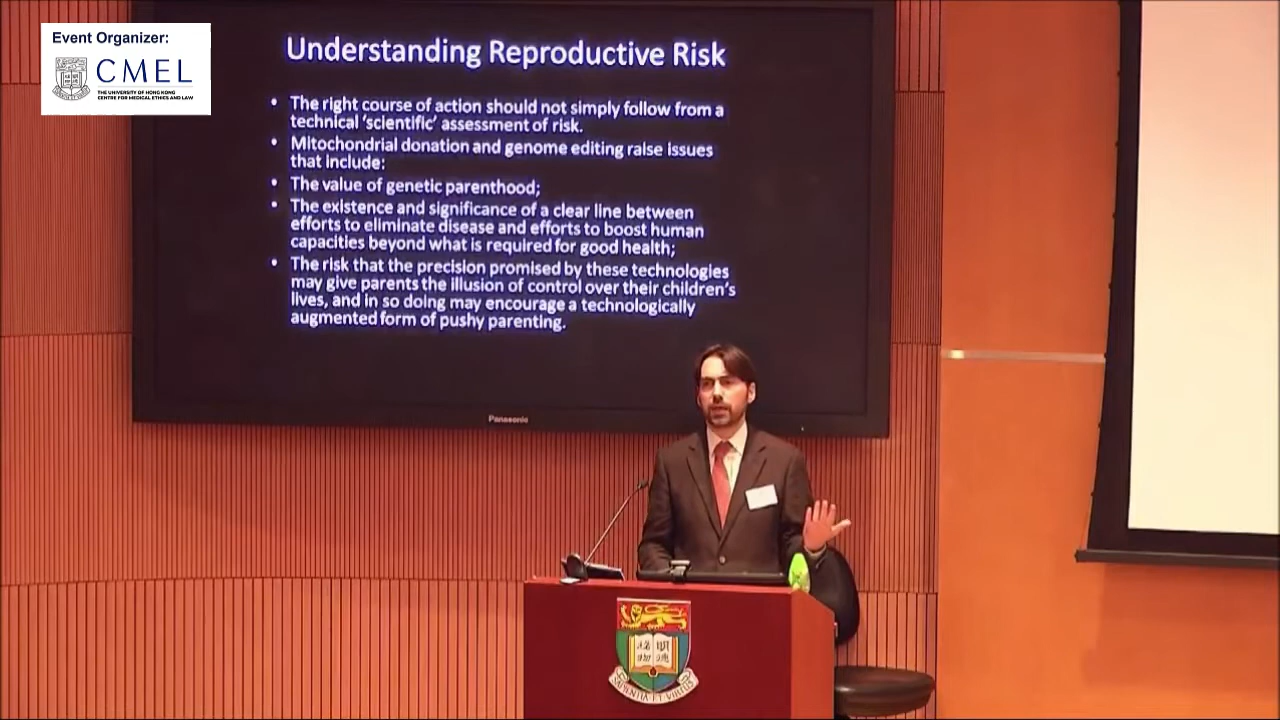 Event Organizer:
CMEL
THE UNIVERSITY OF HONG KONG
CENTRE FOR MEDICAL ETHICS AND LAW
Understanding Reproductive Risk
• The right course of action should not simply follow from a
technical ‘scientific’ assessment of risk.
• Mitochondrial donation and genome editing raise issues
that include:
• The value of genetic parenthood;
• The existence and significance of a clear line between
efforts to eliminate disease and efforts to boost human
capacities beyond what is required for good health;
• The risk that the precision promised by these technologies
may give parents the illusion of control over their children’s
lives, and in so doing may encourage a technologically
augmented form of pushy parenting.
Panasonic
SAPIENTIA ET VIRTUS